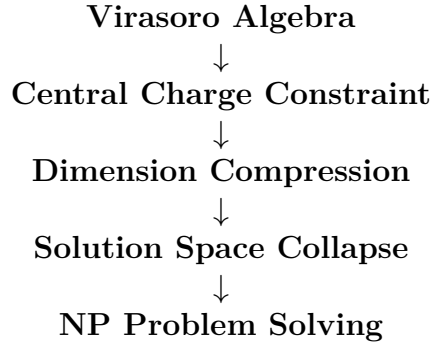 Virasoro Algebra
↓
Central Charge Constraint
↓
Dimension Compression
↓
Solution Space Collapse
↓
NP Problem Solving